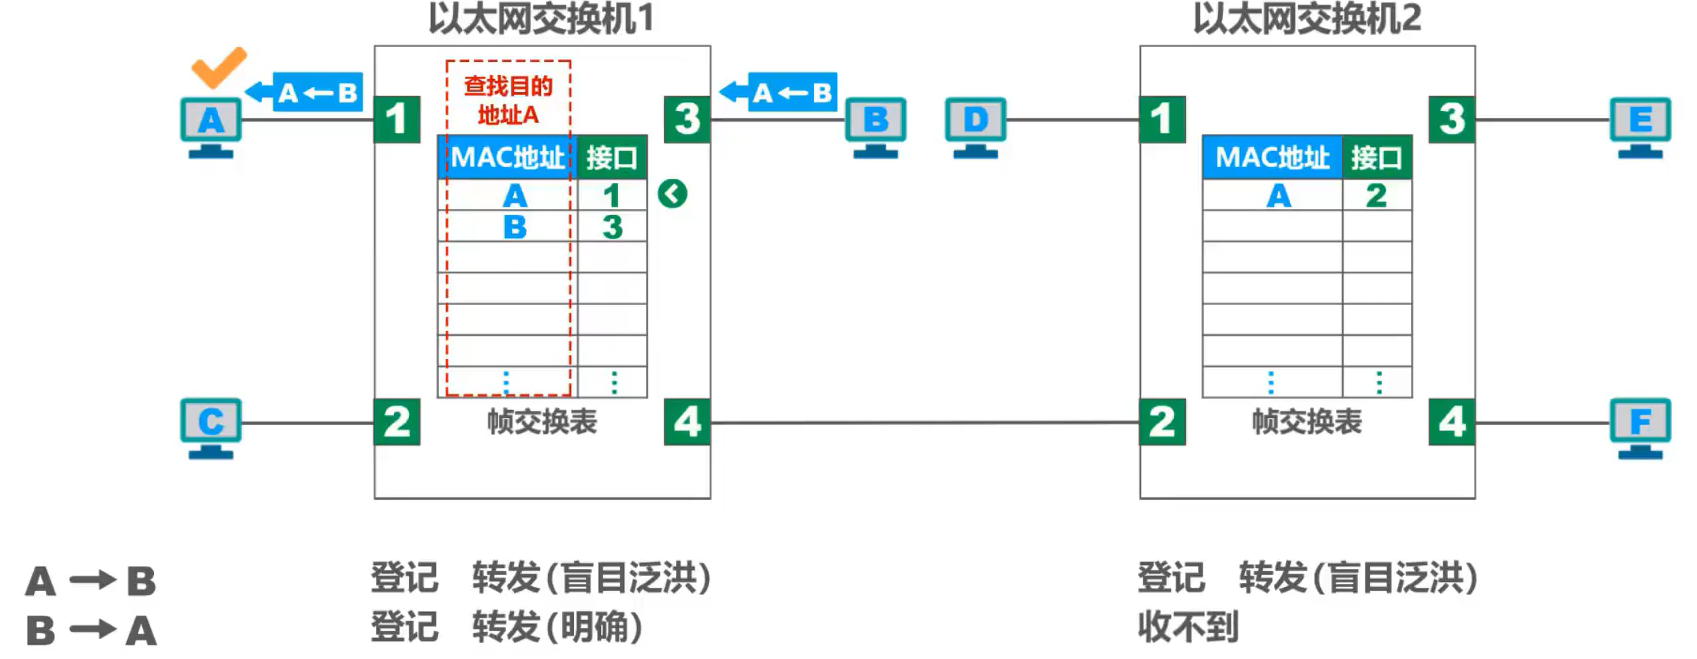 以太网交换机1
以太网交换机2
查找目的
地址A
A←B
A←B
A
1
3
B
D
1
3
E
MAC地址 接口
A 1
B 3
⋮ ⋮
MAC地址 接口
A 2
⋮ ⋮
C
2
帧交换表
4
2
帧交换表
4
F
A→B 登记 转发(盲目泛洪) 登记 转发(盲目泛洪)
B→A 登记 转发(明确) 收不到